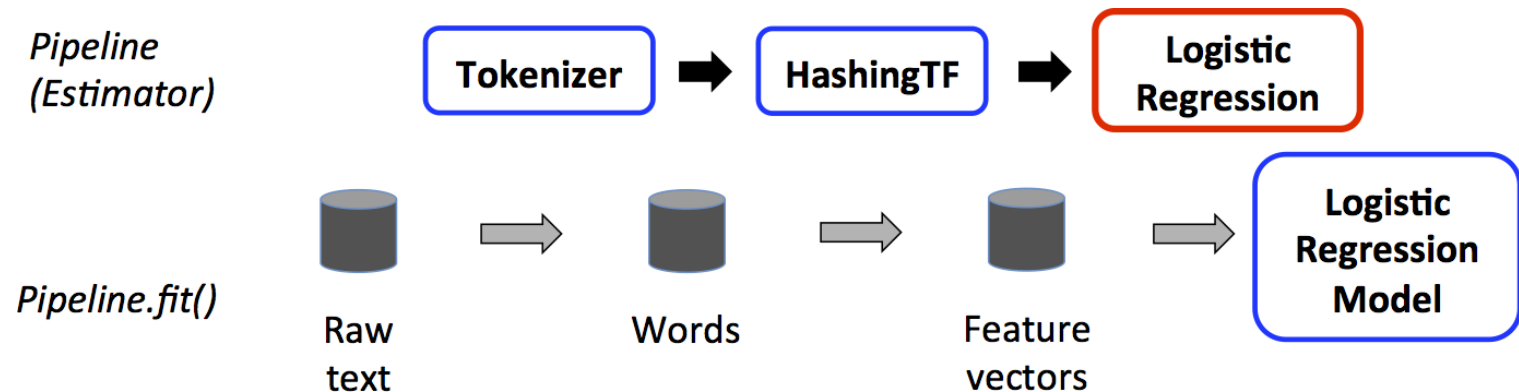 Pipeline
(Estimator)
Tokenizer
HashingTF
Logistic
Regression
Pipeline.fit()
Raw
text
Words
Feature
vectors
Logistic
Regression
Model